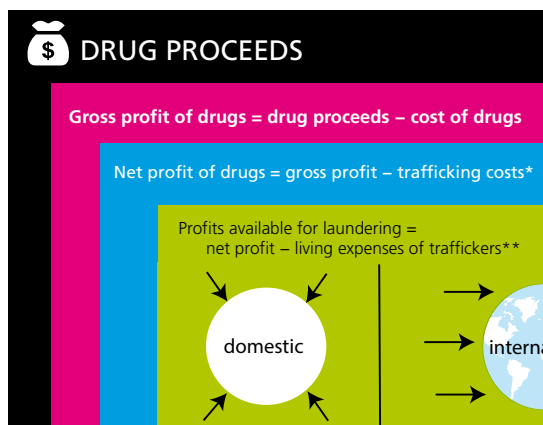 $
DRUG PROCEEDS
Gross profit of drugs = drug proceeds – cost of drugs
Net profit of drugs = gross profit – trafficking costs*
Profits available for laundering =
net profit – living expenses of traffickers**
domestic
interna